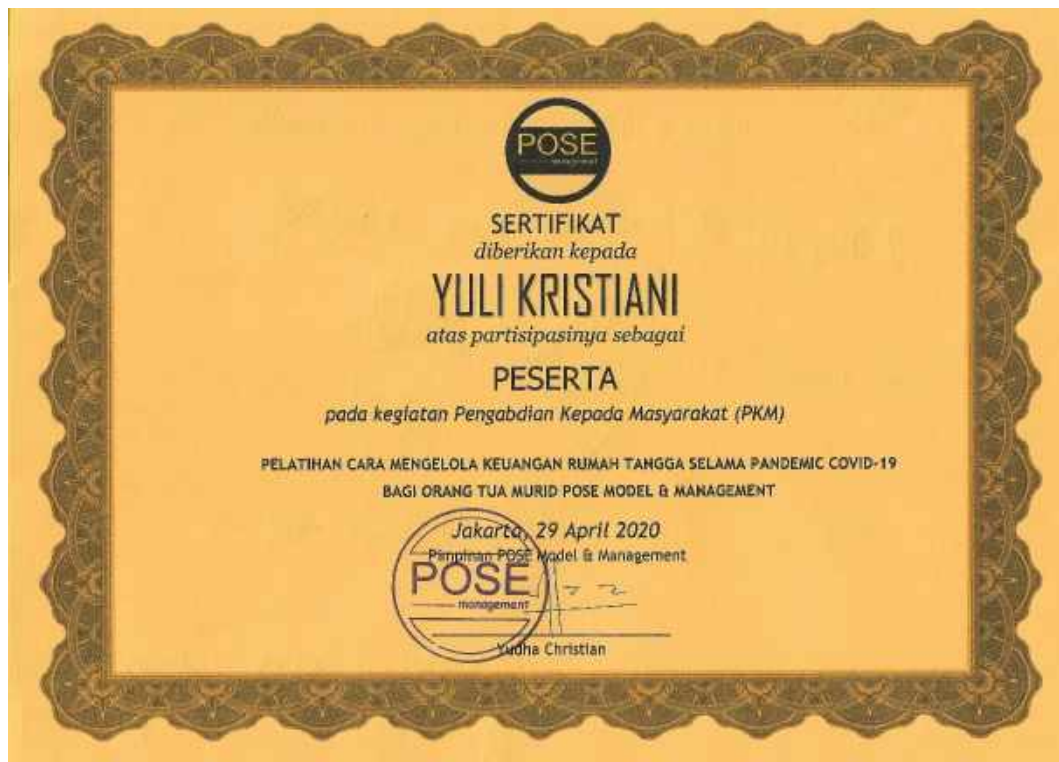 POSE
SERTIFIKAT
diberikan kepada
YULI KRISTIANI
atas partisipasinya sebagai
PESERTA
pada kegiatan Pengabdian Kepada Masyarakat (PKM)
PELATIHAN CARA MENGELOLA KEUANGAN RUMAH TANGGA SELAMA PANDEMIC COVID-19
BAGI ORANG TUA MURID POSE MODEL & MANAGEMENT
Jakarta, 29 April 2020
Pimpinan POSE Model & Management
POSE
management
Yudha Christian